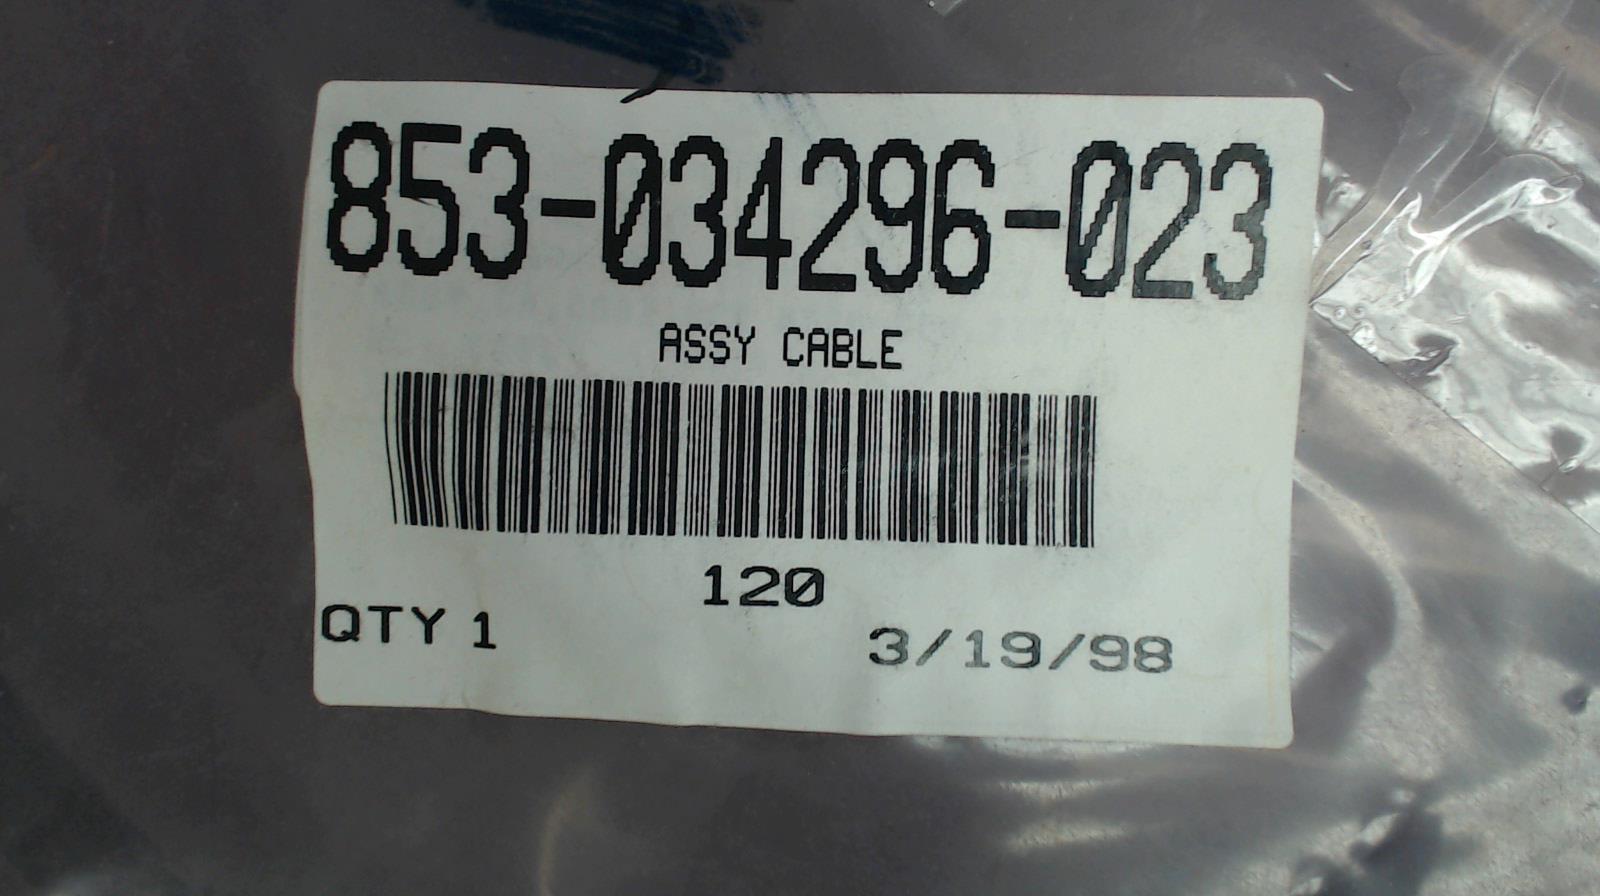 853-034296-023
ASSY CABLE
120
QTY 1
3/19/98